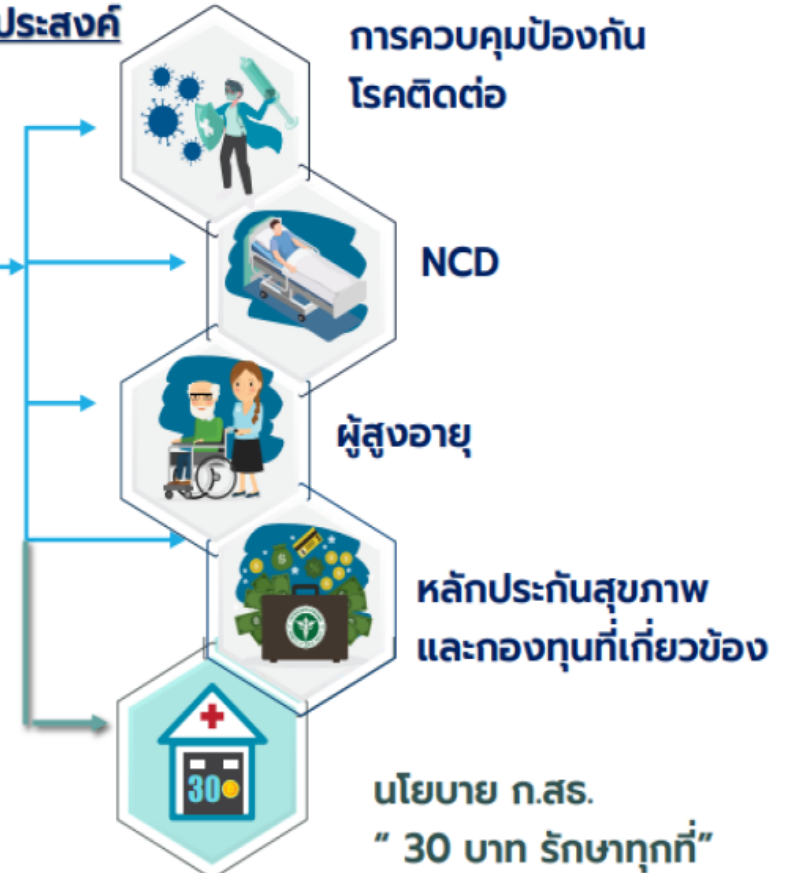 ประสงค์
การควบคุมป้องกัน
โรคติดต่อ
NCD
ผู้สูงอายุ
หลักประกันสุขภาพ
และกองทุนที่เกี่ยวข้อง
30
นโยบาย ก.สธ.
“ 30 บาท รักษาทุกที่”